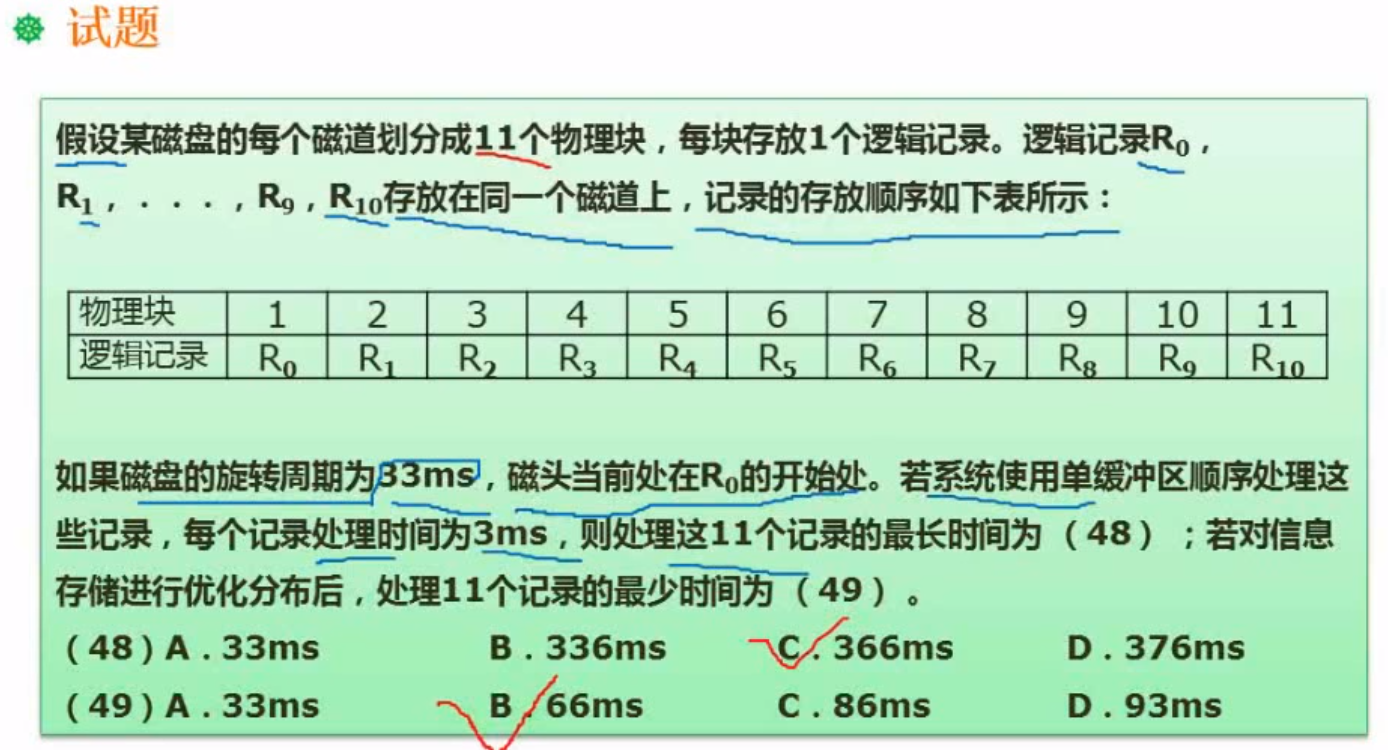 试题
假设某磁盘的每个磁道划分成11个物理块，每块存放1个逻辑记录。逻辑记录R₀，
R₁，．．．，R₉，R₁₀存放在同一个磁道上，记录的存放顺序如下表所示：
物理块 1 2 3 4 5 6 7 8 9 10 11
逻辑记录 R₀ R₁ R₂ R₃ R₄ R₅ R₆ R₇ R₈ R₉ R₁₀
如果磁盘的旋转周期为33ms，磁头当前处在R₀的开始处。若系统使用单缓冲区顺序处理这
些记录，每个记录处理时间为3ms，则处理这11个记录的最长时间为（48）；若对信息
存储进行优化分布后，处理11个记录的最少时间为（49）。
（48）A．33ms B．336ms C．366ms D．376ms
（49）A．33ms B．66ms C．86ms D．93ms